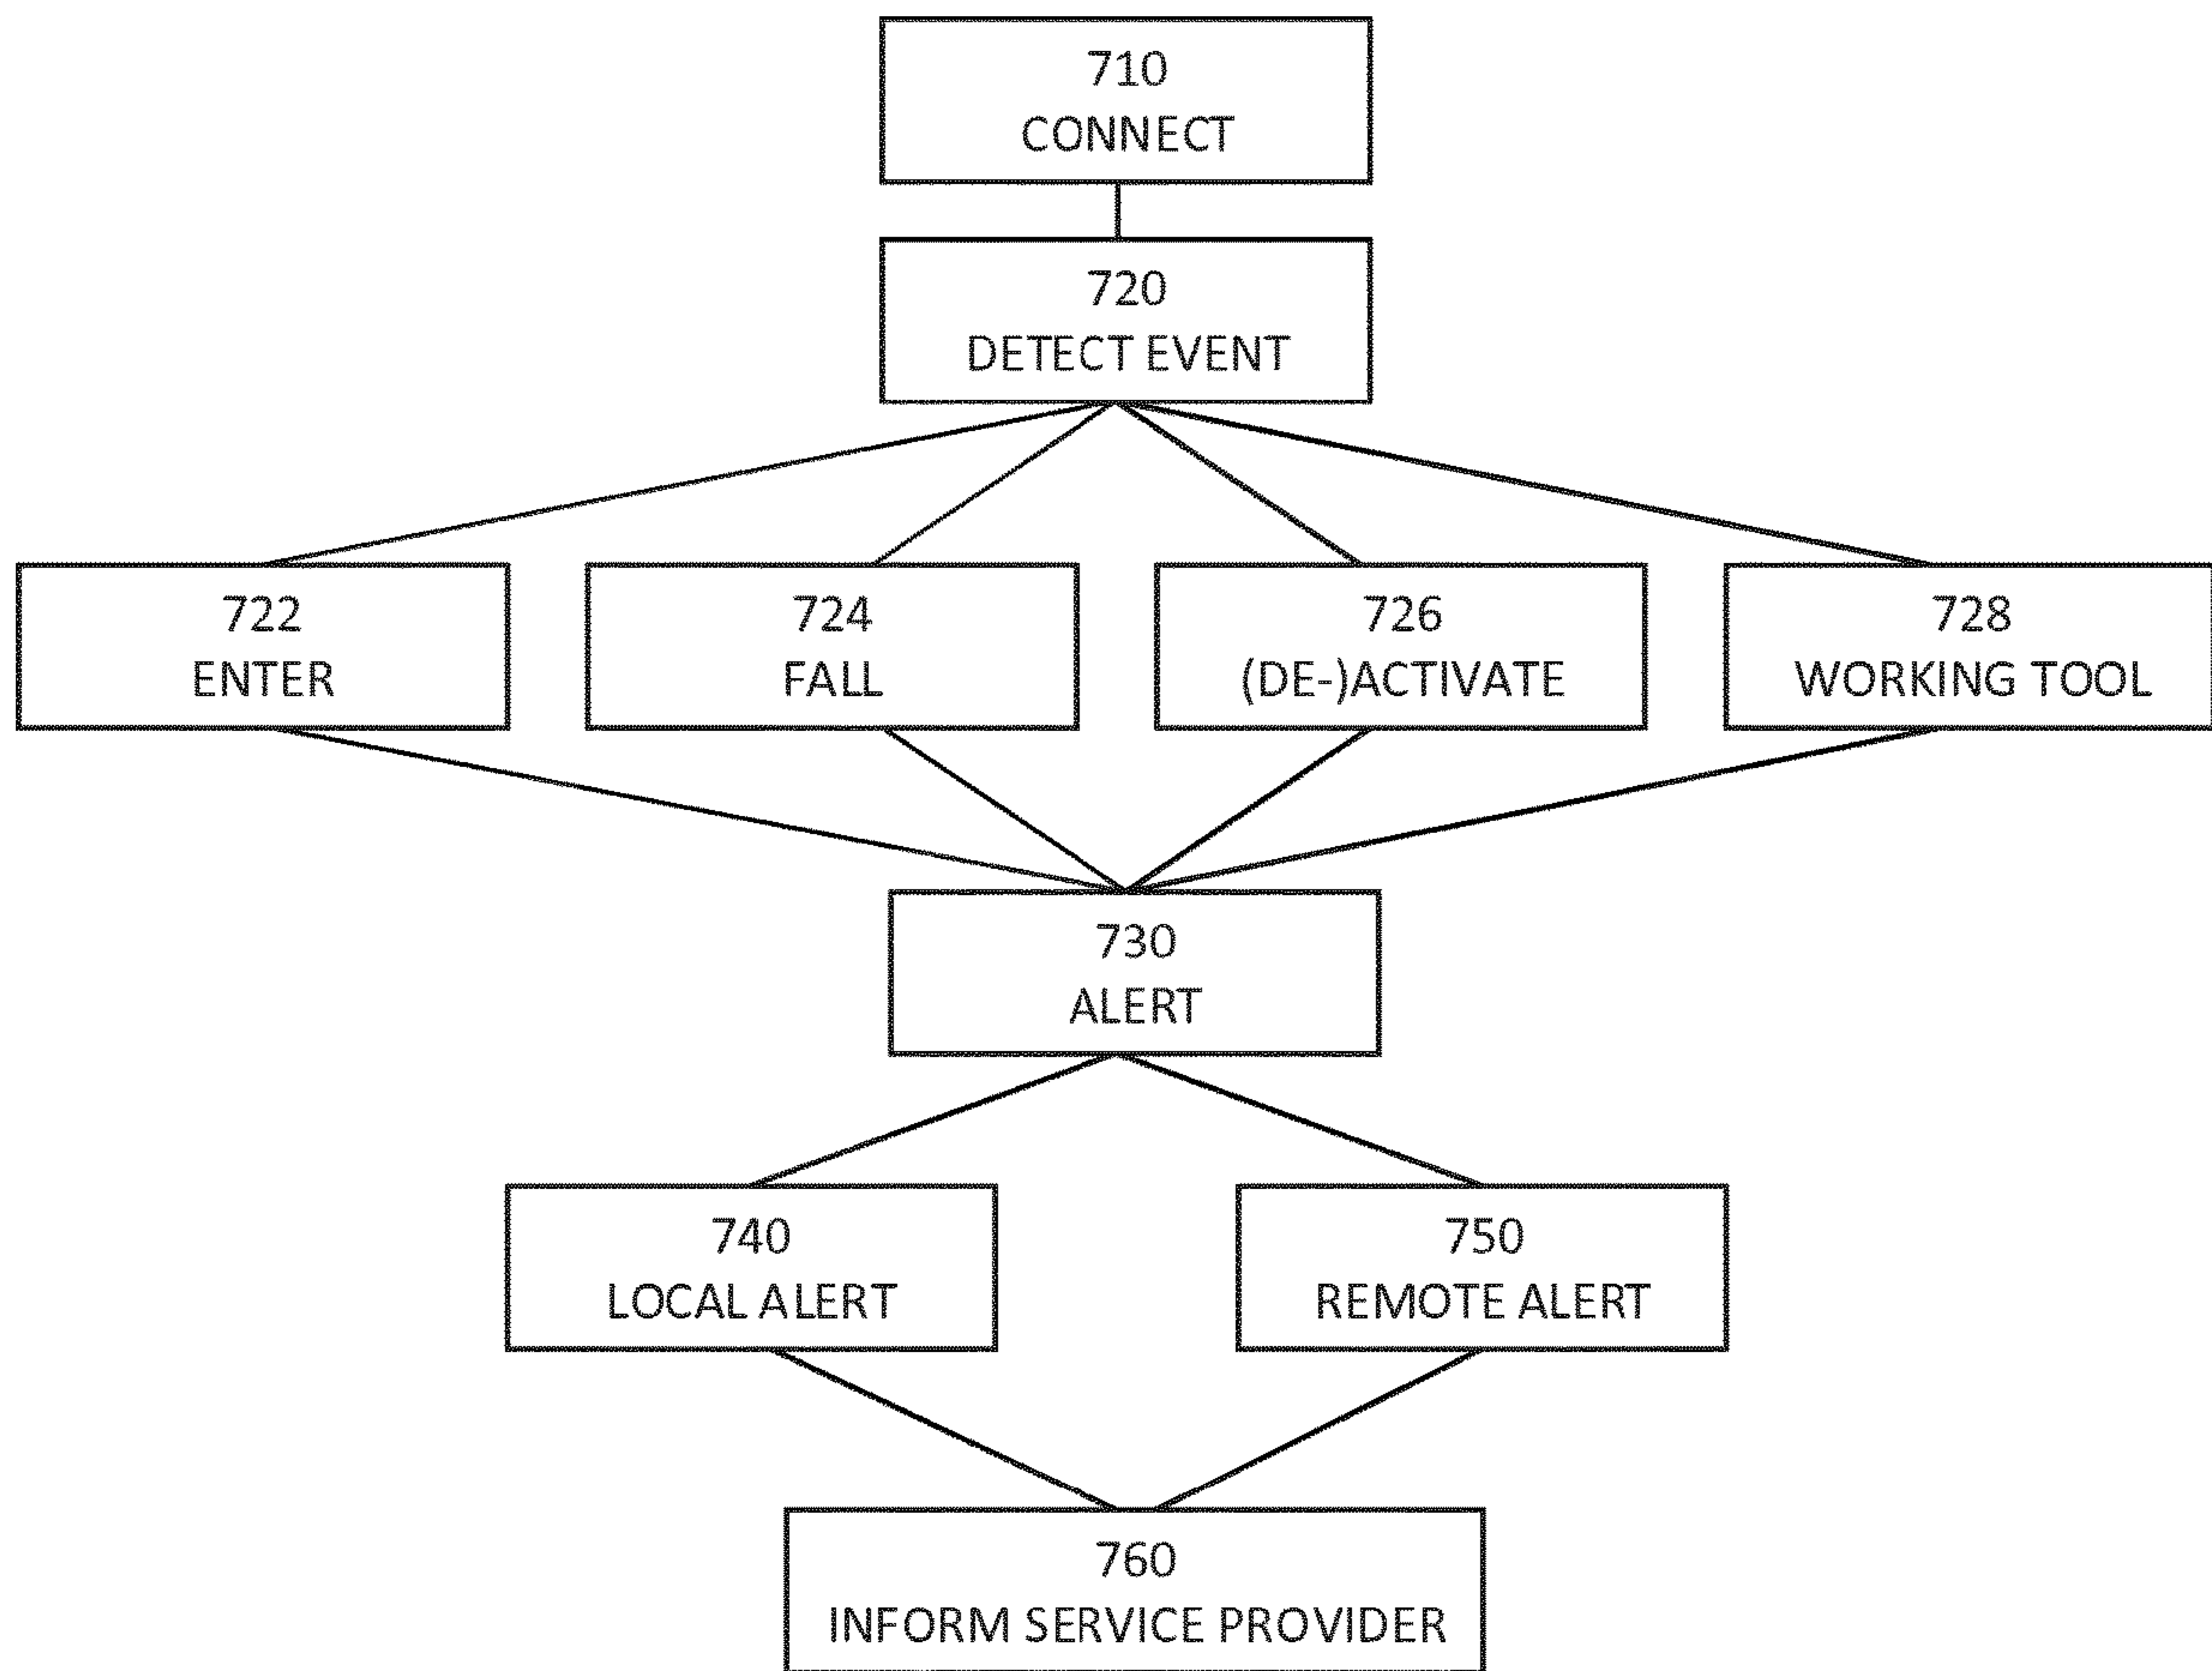 710
CONNECT
720
DETECT EVENT
722
ENTER
724
FALL
726
(DE-)ACTIVATE
728
WORKING TOOL
730
ALERT
740
LOCAL ALERT
750
REMOTE ALERT
760
INFORM SERVICE PROVIDER